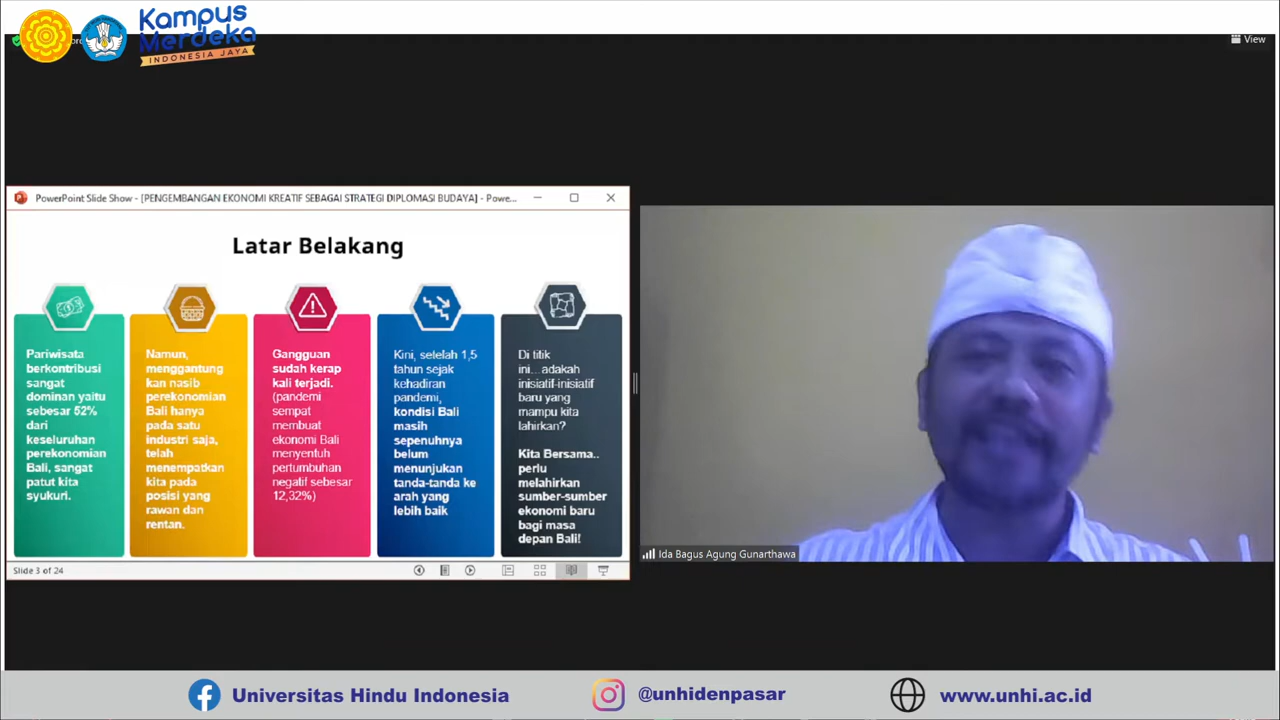 Kampus
Merdeka
INDONESIA JAYA
View
PowerPoint Slide Show - [PENGEMBANGAN EKONOMI KREATIF SEBAGAI STRATEGI DIPLOMASI BUDAYA] - Powe...
Latar Belakang
Pariwisata
berkontribusi
sangat
dominan yaitu
sebesar 52%
dari
keseluruhan
perekonomian
Bali, sangat
patut kita
syukuri.
Namun,
menggantung
kan nasib
perekonomian
Bali hanya
pada satu
industri saja,
telah
menempatkan
kita pada
posisi yang
rawan dan
rentan.
Gangguan
sudah kerap
kali terjadi.
(pandemi
sempat
membuat
ekonomi Bali
menyentuh
pertumbuhan
negatif sebesar
12,32%)
Kini, setelah 1,5
tahun sejak
kehadiran
pandemi,
kondisi Bali
masih
sepenuhnya
belum
menunjukan
tanda-tanda ke
arah yang
lebih baik
Di titik
ini...adakah
inisiatif-inisiatif
baru yang
mampu kita
lahirkan?
Kita Bersama..
perlu
melahirkan
sumber-sumber
ekonomi baru
bagi masa
depan Bali!
Slide 3 of 24
Ida Bagus Agung Gunarthawa
Universitas Hindu Indonesia
@unhidenpasar
www.unhi.ac.id